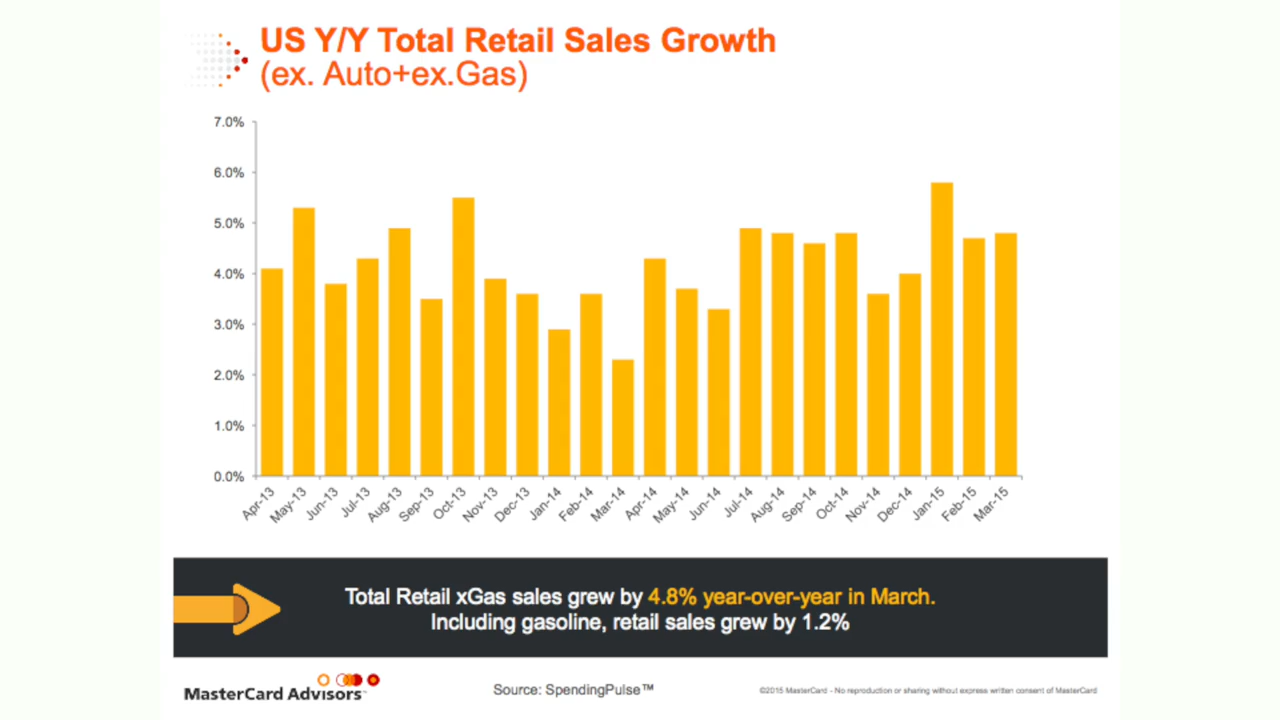 US Y/Y Total Retail Sales Growth
(ex. Auto+ex.Gas)
7.0%
6.0%
5.0%
4.0%
3.0%
2.0%
1.0%
0.0%
Apr-13
May-13
Jun-13
Jul-13
Aug-13
Sep-13
Oct-13
Nov-13
Dec-13
Jan-14
Feb-14
Mar-14
Apr-14
May-14
Jun-14
Jul-14
Aug-14
Sep-14
Oct-14
Nov-14
Dec-14
Jan-15
Feb-15
Mar-15
Total Retail xGas sales grew by 4.8% year-over-year in March.
Including gasoline, retail sales grew by 1.2%
MasterCard Advisors
Source: SpendingPulse™
©2015 MasterCard - No reproduction or sharing without express written consent of MasterCard